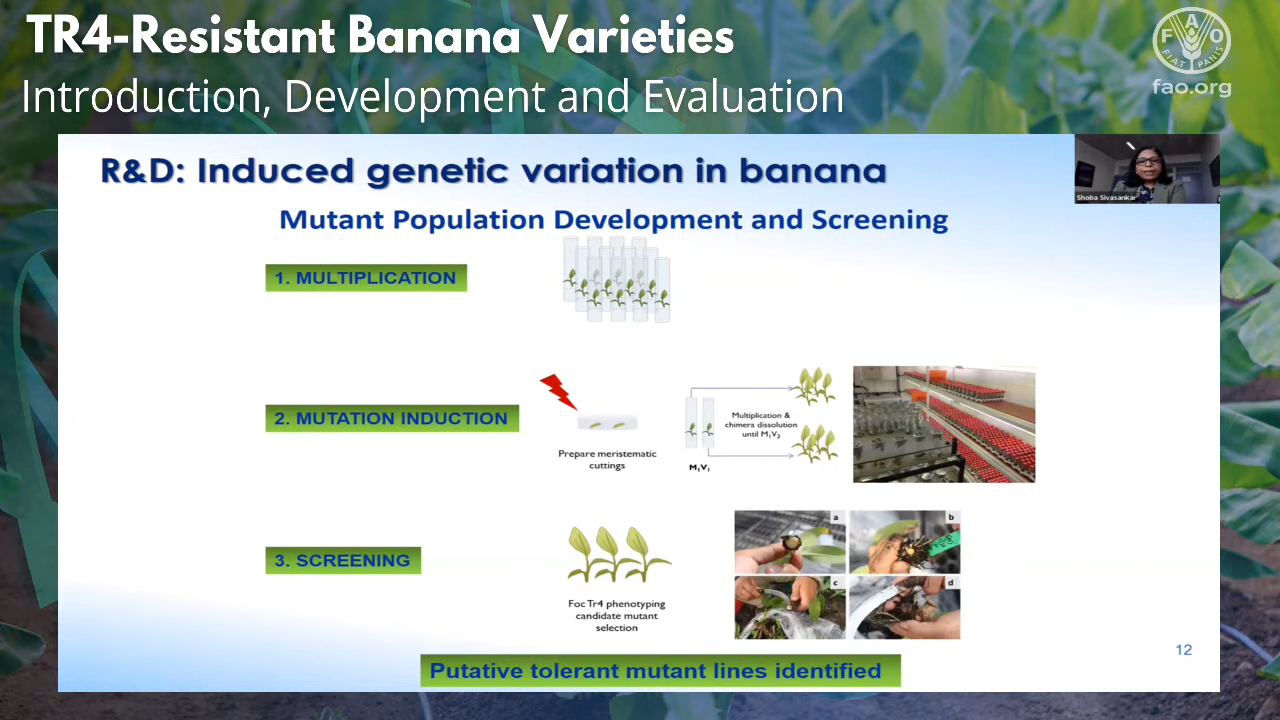 TR4-Resistant Banana Varieties
Introduction, Development and Evaluation
F A O
FIAT PANIS
fao.org
R&D: Induced genetic variation in banana
Shoba Sivasankar
Mutant Population Development and Screening
1. MULTIPLICATION
2. MUTATION INDUCTION
Prepare meristematic
cuttings
Multiplication &
chimera dissolution
until M₁V₃
M₁V₁
3. SCREENING
Foc Tr4 phenotyping
candidate mutant
selection
a
b
c
d
12
Putative tolerant mutant lines identified